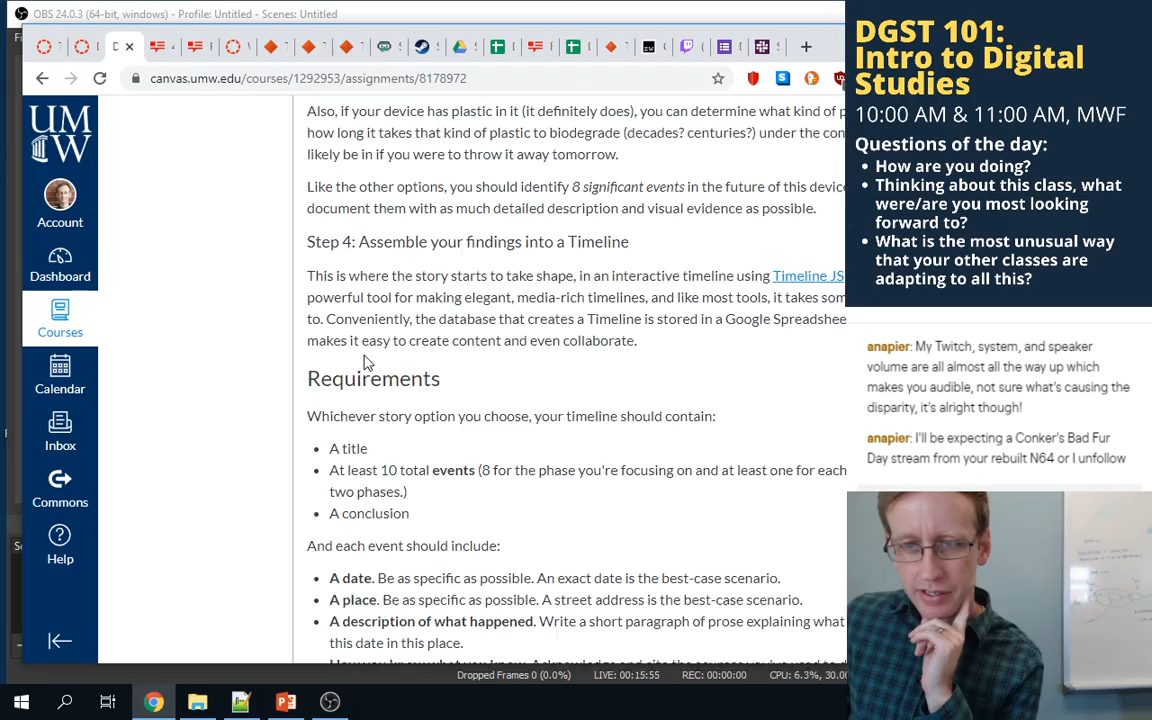 OBS 24.0.3 (64-bit, windows) - Profile: Untitled - Scenes: Untitled
canvas.umw.edu/courses/1292953/assignments/8178972
UMW
Account
Dashboard
Courses
Calendar
Inbox
Commons
Help
Also, if your device has plastic in it (it definitely does), you can determine what kind of
how long it takes that kind of plastic to biodegrade (decades? centuries?) under the con
likely be in if you were to throw it away tomorrow.
Like the other options, you should identify 8 significant events in the future of this device
document them with as much detailed description and visual evidence as possible.
Step 4: Assemble your findings into a Timeline
This is where the story starts to take shape, in an interactive timeline using Timeline JS
powerful tool for making elegant, media-rich timelines, and like most tools, it takes som
to. Conveniently, the database that creates a Timeline is stored in a Google Spreadshee
makes it easy to create content and even collaborate.
Requirements
Whichever story option you choose, your timeline should contain:
• A title
• At least 10 total events (8 for the phase you're focusing on and at least one for each
two phases.)
• A conclusion
And each event should include:
• A date. Be as specific as possible. An exact date is the best-case scenario.
• A place. Be as specific as possible. A street address is the best-case scenario.
• A description of what happened. Write a short paragraph of prose explaining what
this date in this place.
Dropped Frames 0 (0.0%)
LIVE: 00:15:55
REC: 00:00:00
CPU: 6.3%, 30.00
DGST 101:
Intro to Digital
Studies
10:00 AM & 11:00 AM, MWF
Questions of the day:
• How are you doing?
• Thinking about this class, what
were/are you most looking
forward to?
• What is the most unusual way
that your other classes are
adapting to all this?
anapier: My Twitch, system, and speaker
volume are all almost all the way up which
makes you audible, not sure what's causing the
disparity, it's alright though!
anapier: I'll be expecting a Conker's Bad Fur
Day stream from your rebuilt N64 or I unfollow